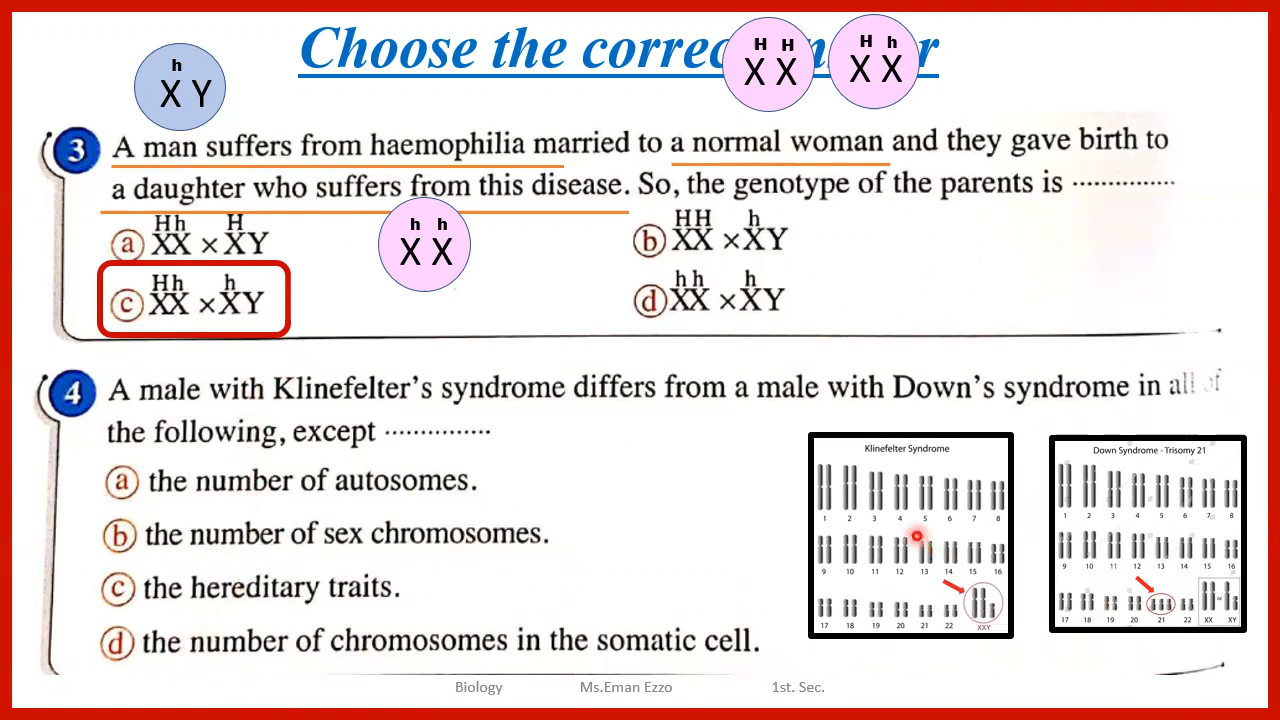 Choose the correc
h
X Y
H H
X X
H h
X X
3 A man suffers from haemophilia married to a normal woman and they gave birth to
a daughter who suffers from this disease. So, the genotype of the parents is ...............
Hh H
a XX × XY
HH h
b XX × XY
h h
X X
Hh h
c XX × XY
hh h
d XX × XY
4 A male with Klinefelter's syndrome differs from a male with Down's syndrome in all of
the following, except ...............
a the number of autosomes.
b the number of sex chromosomes.
c the hereditary traits.
d the number of chromosomes in the somatic cell.
Klinefelter Syndrome
1 2 3 4 5 6 7 8
9 10 11 12 13 14 15 16
17 18 19 20 21 22
XXY
Down Syndrome - Trisomy 21
1 2 3 4 5 6 7 8
9 10 11 12 13 14 15 16
17 18 19 20 21 22 XX or XY
Biology Ms.Eman Ezzo 1st. Sec.